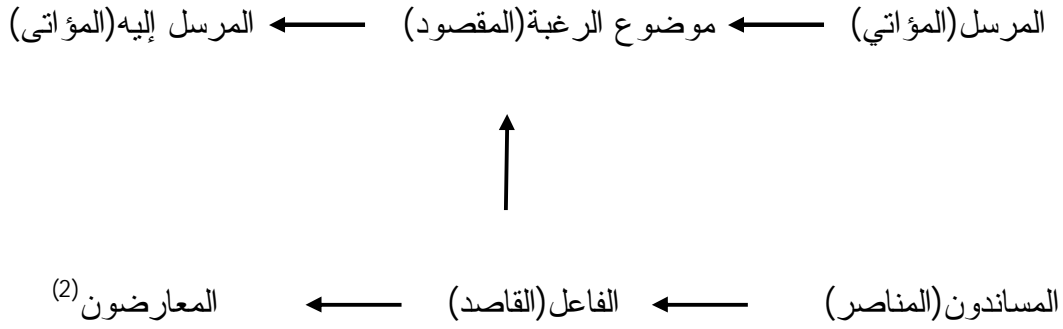 المرسل(المؤاتي) موضوع الرغبة(المقصود) المرسل إليه(المؤاتى)
المساندون(المناصر) الفاعل(القاصد) المعارضون(2)